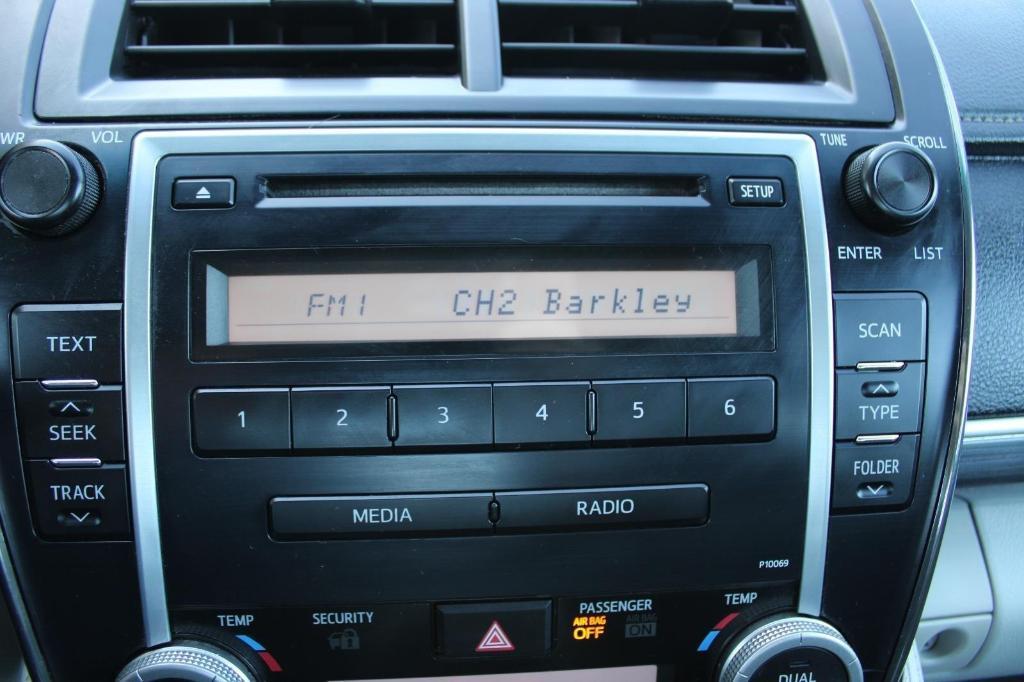 VOL
TUNE
SCROLL
SETUP
ENTER
LIST
FM1 CH2 Barkley
TEXT
SCAN
SEEK
TYPE
1 2 3 4 5 6
TRACK
FOLDER
MEDIA
RADIO
P10069
TEMP
SECURITY
PASSENGER
AIR BAG
OFF
AIR BAG
ON
TEMP
DUAL